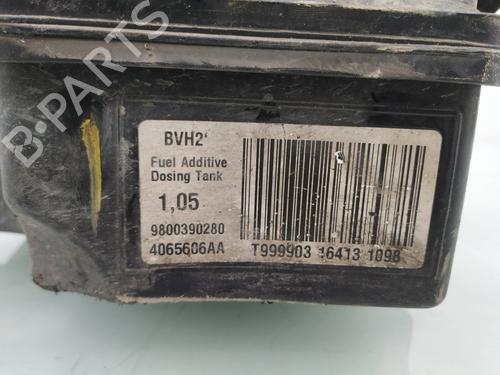 B-PARTS
BVH2'
Fuel Additive
Dosing Tank
1,05
9800390280
4065606AA
T999903 16413 1098